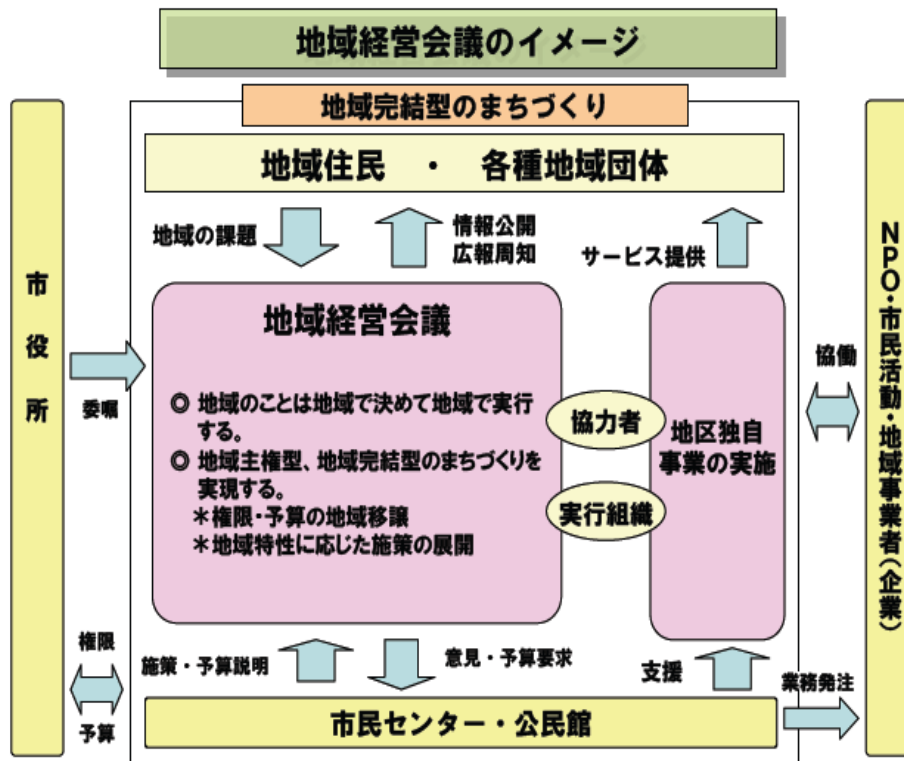 地域経営会議のイメージ
地域完結型のまちづくり
地域住民 ・ 各種地域団体
地域の課題
情報公開
広報周知
サービス提供
市役所
委嘱
地域経営会議
◎ 地域のことは地域で決めて地域で実行
する。
◎ 地域主権型、地域完結型のまちづくりを
実現する。
＊権限・予算の地域移譲
＊地域特性に応じた施策の展開
協力者
実行組織
地区独自
事業の実施
協働
NPO・市民活動・地域事業者(企業)
権限
予算
施策・予算説明
意見・予算要求
支援
業務発注
市民センター・公民館